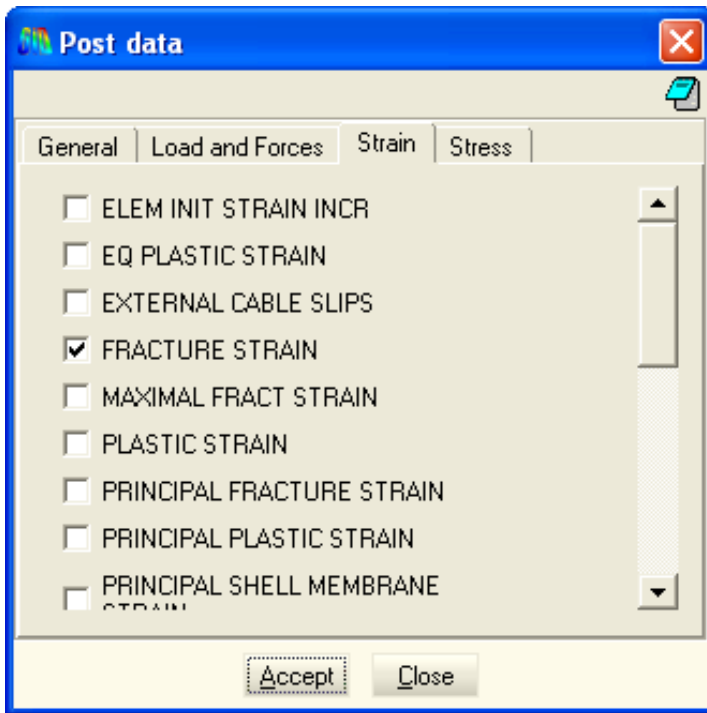 Post data
General Load and Forces Strain Stress
ELEM INIT STRAIN INCR
EQ PLASTIC STRAIN
EXTERNAL CABLE SLIPS
FRACTURE STRAIN
MAXIMAL FRACT STRAIN
PLASTIC STRAIN
PRINCIPAL FRACTURE STRAIN
PRINCIPAL PLASTIC STRAIN
PRINCIPAL SHELL MEMBRANE
STRAIN
Accept Close